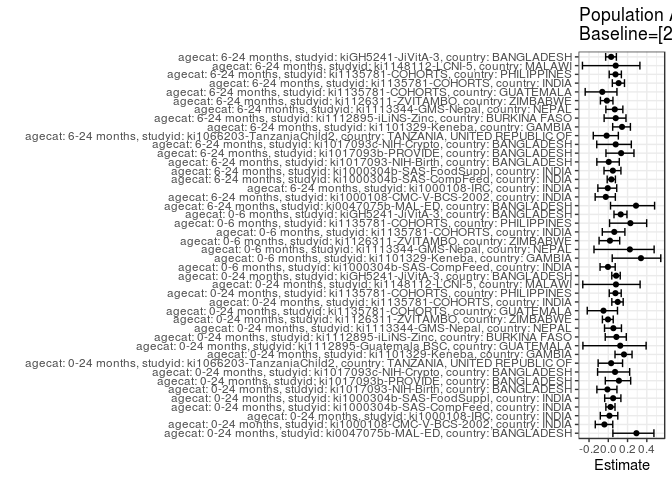 Population A
Baseline=[2
agecat: 6-24 months, studyid: kiGH5241-JiVitA-3, country: BANGLADESH
agecat: 6-24 months, studyid: ki1148112-LCNI-5, country: MALAWI
agecat: 6-24 months, studyid: ki1135781-COHORTS, country: PHILIPPINES
agecat: 6-24 months, studyid: ki1135781-COHORTS, country: INDIA
agecat: 6-24 months, studyid: ki1135781-COHORTS, country: GUATEMALA
agecat: 6-24 months, studyid: ki1126311-ZVITAMBO, country: ZIMBABWE
agecat: 6-24 months, studyid: ki1113344-GMS-Nepal, country: NEPAL
agecat: 6-24 months, studyid: ki1112895-iLiNS-Zinc, country: BURKINA FASO
agecat: 6-24 months, studyid: ki1101329-Keneba, country: GAMBIA
agecat: 6-24 months, studyid: ki1066203-TanzaniaChild2, country: TANZANIA, UNITED REPUBLIC OF
agecat: 6-24 months, studyid: ki1017093c-NIH-Crypto, country: BANGLADESH
agecat: 6-24 months, studyid: ki1017093b-PROVIDE, country: BANGLADESH
agecat: 6-24 months, studyid: ki1017093-NIH-Birth, country: BANGLADESH
agecat: 6-24 months, studyid: ki1000304b-SAS-FoodSuppl, country: INDIA
agecat: 6-24 months, studyid: ki1000304b-SAS-CompFeed, country: INDIA
agecat: 6-24 months, studyid: ki1000108-IRC, country: INDIA
agecat: 6-24 months, studyid: ki1000108-CMC-V-BCS-2002, country: INDIA
agecat: 6-24 months, studyid: ki0047075b-MAL-ED, country: BANGLADESH
agecat: 0-6 months, studyid: kiGH5241-JiVitA-3, country: BANGLADESH
agecat: 0-6 months, studyid: ki1135781-COHORTS, country: PHILIPPINES
agecat: 0-6 months, studyid: ki1135781-COHORTS, country: INDIA
agecat: 0-6 months, studyid: ki1126311-ZVITAMBO, country: ZIMBABWE
agecat: 0-6 months, studyid: ki1113344-GMS-Nepal, country: NEPAL
agecat: 0-6 months, studyid: ki1101329-Keneba, country: GAMBIA
agecat: 0-6 months, studyid: ki1000304b-SAS-CompFeed, country: INDIA
agecat: 0-24 months, studyid: kiGH5241-JiVitA-3, country: BANGLADESH
agecat: 0-24 months, studyid: ki1148112-LCNI-5, country: MALAWI
agecat: 0-24 months, studyid: ki1135781-COHORTS, country: PHILIPPINES
agecat: 0-24 months, studyid: ki1135781-COHORTS, country: INDIA
agecat: 0-24 months, studyid: ki1135781-COHORTS, country: GUATEMALA
agecat: 0-24 months, studyid: ki1126311-ZVITAMBO, country: ZIMBABWE
agecat: 0-24 months, studyid: ki1113344-GMS-Nepal, country: NEPAL
agecat: 0-24 months, studyid: ki1112895-iLiNS-Zinc, country: BURKINA FASO
agecat: 0-24 months, studyid: ki1112895-Guatemala BSC, country: GUATEMALA
agecat: 0-24 months, studyid: ki1101329-Keneba, country: GAMBIA
agecat: 0-24 months, studyid: ki1066203-TanzaniaChild2, country: TANZANIA, UNITED REPUBLIC OF
agecat: 0-24 months, studyid: ki1017093c-NIH-Crypto, country: BANGLADESH
agecat: 0-24 months, studyid: ki1017093b-PROVIDE, country: BANGLADESH
agecat: 0-24 months, studyid: ki1017093-NIH-Birth, country: BANGLADESH
agecat: 0-24 months, studyid: ki1000304b-SAS-FoodSuppl, country: INDIA
agecat: 0-24 months, studyid: ki1000304b-SAS-CompFeed, country: INDIA
agecat: 0-24 months, studyid: ki1000108-IRC, country: INDIA
agecat: 0-24 months, studyid: ki1000108-CMC-V-BCS-2002, country: INDIA
agecat: 0-24 months, studyid: ki0047075b-MAL-ED, country: BANGLADESH
-0.2 0.0 0.2 0.4
Estimate